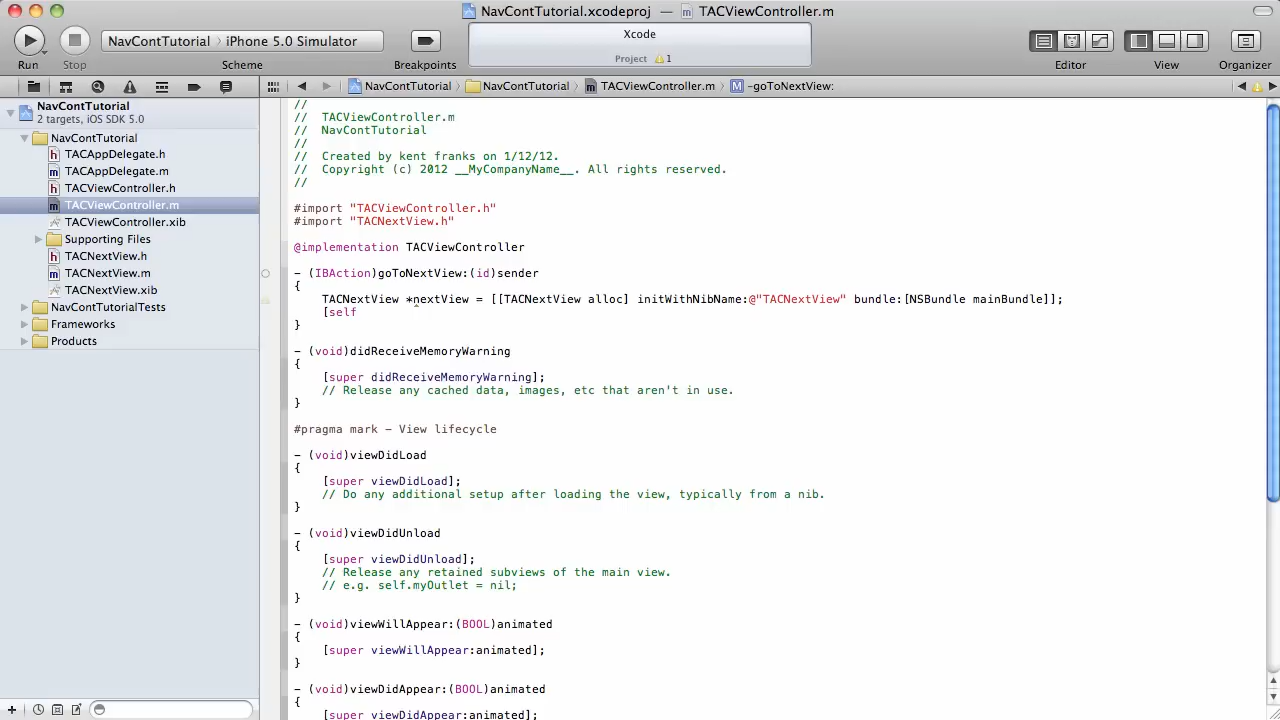 NavContTutorial.xcodeproj — TACViewController.m
NavContTutorial › iPhone 5.0 Simulator
Xcode
Project 1
Run Stop Scheme Breakpoints Editor View Organizer
NavContTutorial NavContTutorial TACViewController.m M -goToNextView:
NavContTutorial
2 targets, iOS SDK 5.0
NavContTutorial
h TACAppDelegate.h
m TACAppDelegate.m
h TACViewController.h
m TACViewController.m
TACViewController.xib
Supporting Files
h TACNextView.h
m TACNextView.m
TACNextView.xib
NavContTutorialTests
Frameworks
Products
//
//  TACViewController.m
//  NavContTutorial
//
//  Created by kent franks on 1/12/12.
//  Copyright (c) 2012 __MyCompanyName__. All rights reserved.
//
#import "TACViewController.h"
#import "TACNextView.h"
@implementation TACViewController
- (IBAction)goToNextView:(id)sender
{
    TACNextView *nextView = [[TACNextView alloc] initWithNibName:@"TACNextView" bundle:[NSBundle mainBundle]];
    [self
}
- (void)didReceiveMemoryWarning
{
    [super didReceiveMemoryWarning];
    // Release any cached data, images, etc that aren't in use.
}
#pragma mark - View lifecycle
- (void)viewDidLoad
{
    [super viewDidLoad];
    // Do any additional setup after loading the view, typically from a nib.
}
- (void)viewDidUnload
{
    [super viewDidUnload];
    // Release any retained subviews of the main view.
    // e.g. self.myOutlet = nil;
}
- (void)viewWillAppear:(BOOL)animated
{
    [super viewWillAppear:animated];
}
- (void)viewDidAppear:(BOOL)animated
{
    [super viewDidAppear:animated];